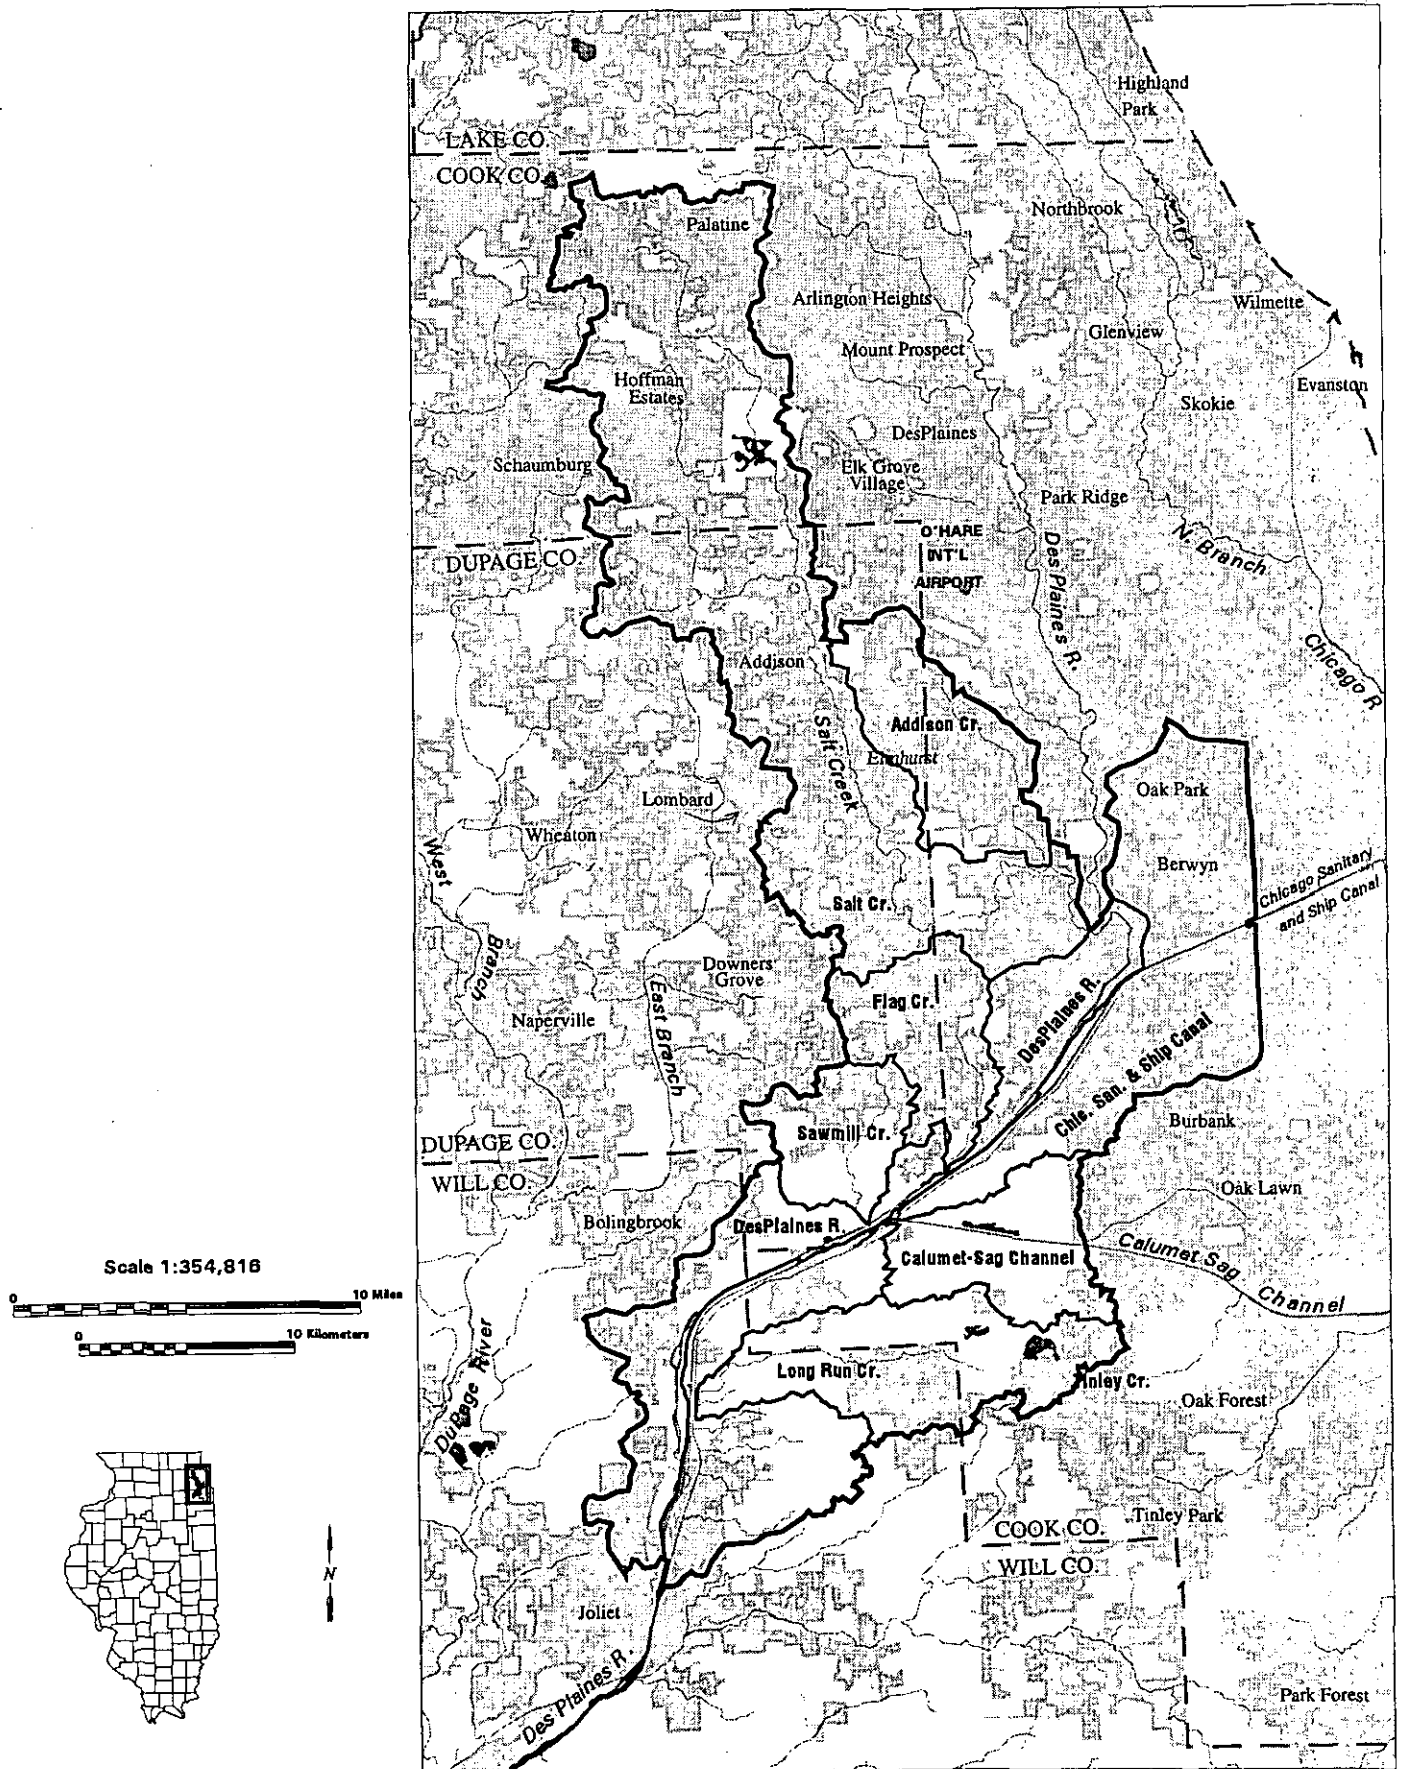 Highland
Park
LAKE CO.
COOK CO.
Palatine
Northbrook
Arlington Heights
Wilmette
Glenview
Mount Prospect
Hoffman
Estates
Evanston
Skokie
DesPlaines
Schaumburg
Elk Grove
Village
Park Ridge
O'HARE
INT'L
AIRPORT
N. Branch
DUPAGE CO.
Des Plaines R.
Chicago R
Addison
Salt Creek
Addison Cr.
Elmhurst
Oak Park
Lombard
Wheaton
West
Branch
Berwyn
Chicago Sanitary
and Ship Canal
Salt Cr.
Downers
Grove
East Branch
Flag Cr.
DesPlaines R.
Naperville
Chic. San. & Ship Canal
Burbank
Sawmill Cr.
DUPAGE CO.
WILL CO.
Oak Lawn
Bolingbrook
DesPlaines R.
Calumet-Sag Channel
Calumet Sag
Channel
Scale 1:354,816
0 10 Miles
0 10 Kilometers
DuPage River
Long Run Cr.
Tinley Cr.
Oak Forest
N
Tinley Park
COOK CO.
WILL CO.
Joliet
Des Plaines R.
Park Forest